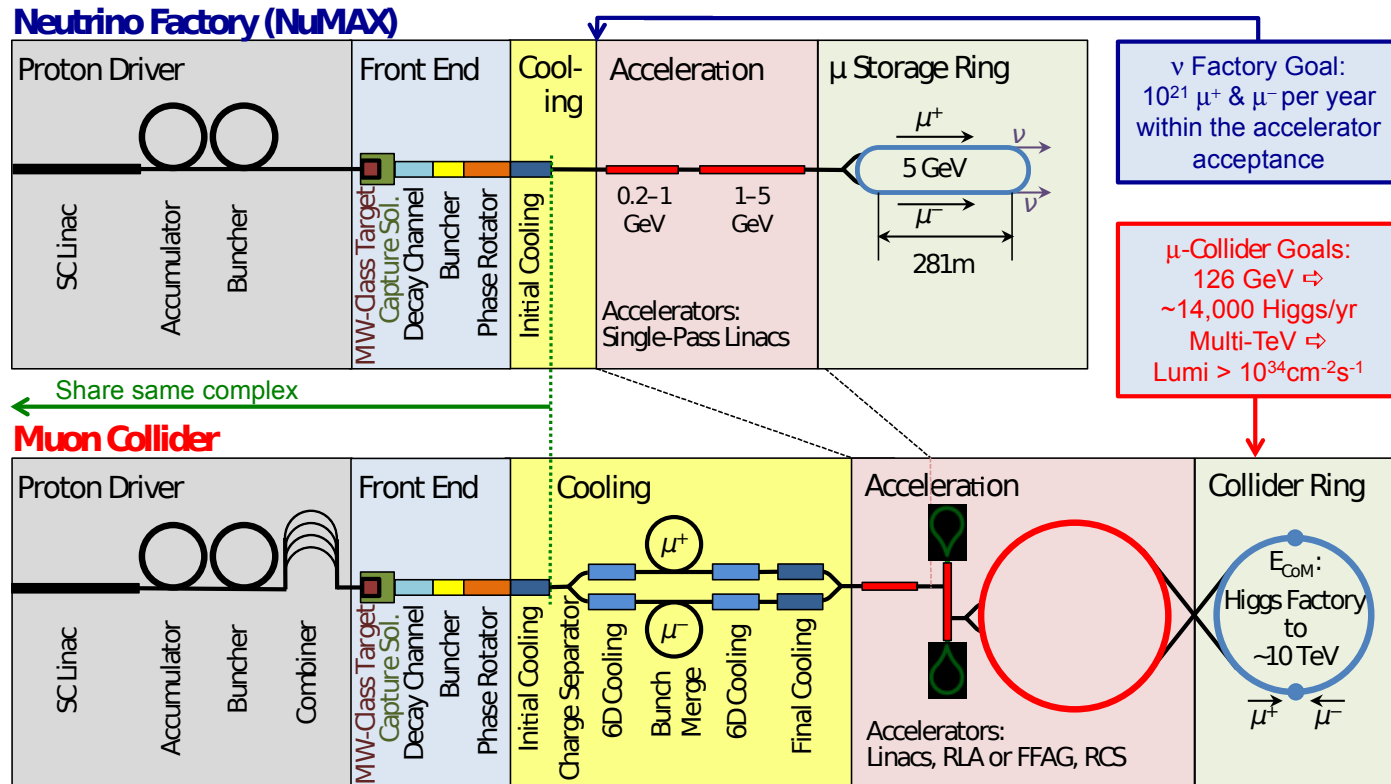 Neutrino Factory (NuMAX)
Proton Driver
Front End
Cool-
ing
Acceleration
μ Storage Ring
ν Factory Goal:
10²¹ μ⁺ & μ⁻ per year
within the accelerator
acceptance
μ⁺
ν
5 GeV
μ⁻
ν
281m
0.2–1
GeV
1–5
GeV
Accelerators:
Single-Pass Linacs
SC Linac
Accumulator
Buncher
MW-Class Target
Capture Sol.
Decay Channel
Buncher
Phase Rotator
Initial Cooling
μ-Collider Goals:
126 GeV ⇨
~14,000 Higgs/yr
Multi-TeV ⇨
Lumi > 10³⁴cm⁻²s⁻¹
Share same complex
Muon Collider
Proton Driver
Front End
Cooling
Acceleration
Collider Ring
SC Linac
Accumulator
Buncher
Combiner
MW-Class Target
Capture Sol.
Decay Channel
Buncher
Phase Rotator
Initial Cooling
Charge Separator
μ⁺
μ⁻
6D Cooling
Bunch
Merge
6D Cooling
Final Cooling
Accelerators:
Linacs, RLA or FFAG, RCS
E_CoM:
Higgs Factory
to
~10 TeV
μ⁺ μ⁻